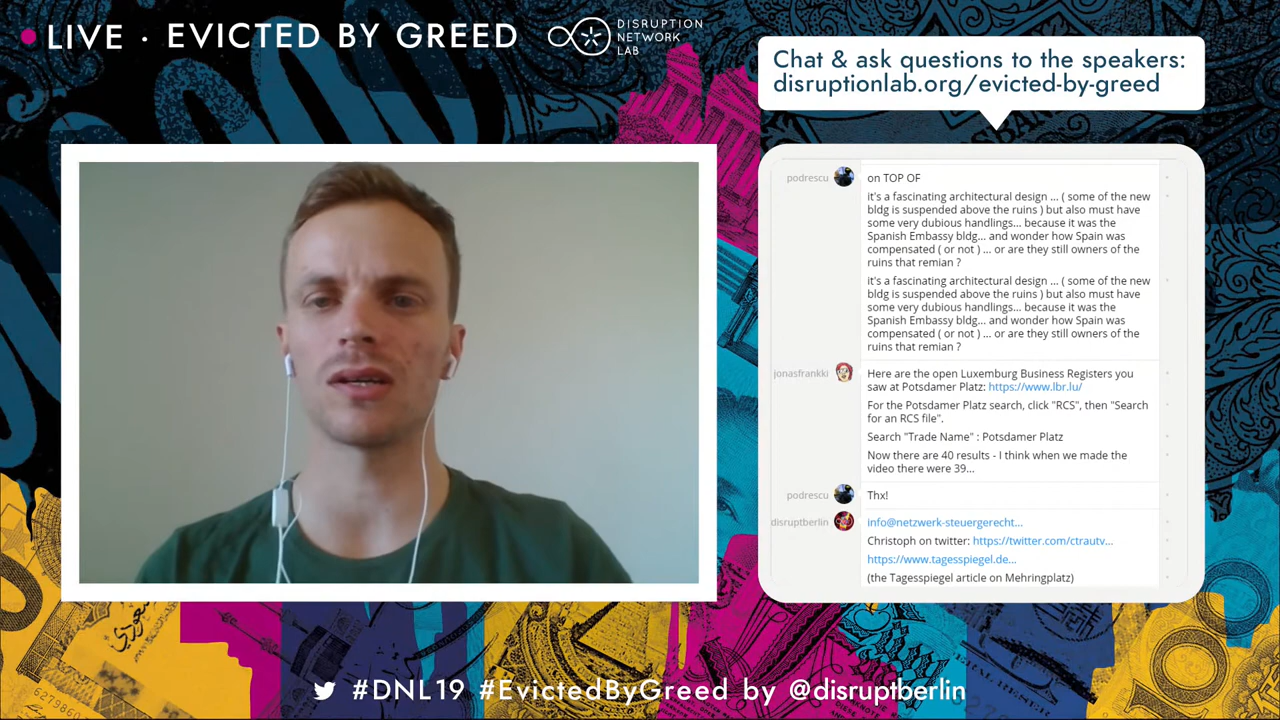 LIVE · EVICTED BY GREED
DISRUPTION
NETWORK
LAB
Chat & ask questions to the speakers:
disruptionlab.org/evicted-by-greed
podrescu
on TOP OF
it's a fascinating architectural design ... ( some of the new
bldg is suspended above the ruins ) but also must have
some very dubious handlings... because it was the
Spanish Embassy bldg... and wonder how Spain was
compensated ( or not ) ... or are they still owners of the
ruins that remian ?
it's a fascinating architectural design ... ( some of the new
bldg is suspended above the ruins ) but also must have
some very dubious handlings... because it was the
Spanish Embassy bldg... and wonder how Spain was
compensated ( or not ) ... or are they still owners of the
ruins that remian ?
jonasfrankki
Here are the open Luxemburg Business Registers you
saw at Potsdamer Platz: https://www.lbr.lu/
For the Potsdamer Platz search, click "RCS", then "Search
for an RCS file".
Search "Trade Name" : Potsdamer Platz
Now there are 40 results - I think when we made the
video there were 39...
podrescu
Thx!
disruptberlin
info@netzwerk-steuergerecht...
Christoph on twitter: https://twitter.com/ctrautv...
https://www.tagesspiegel.de...
(the Tagesspiegel article on Mehringplatz)
#DNL19 #EvictedByGreed by @disruptberlin